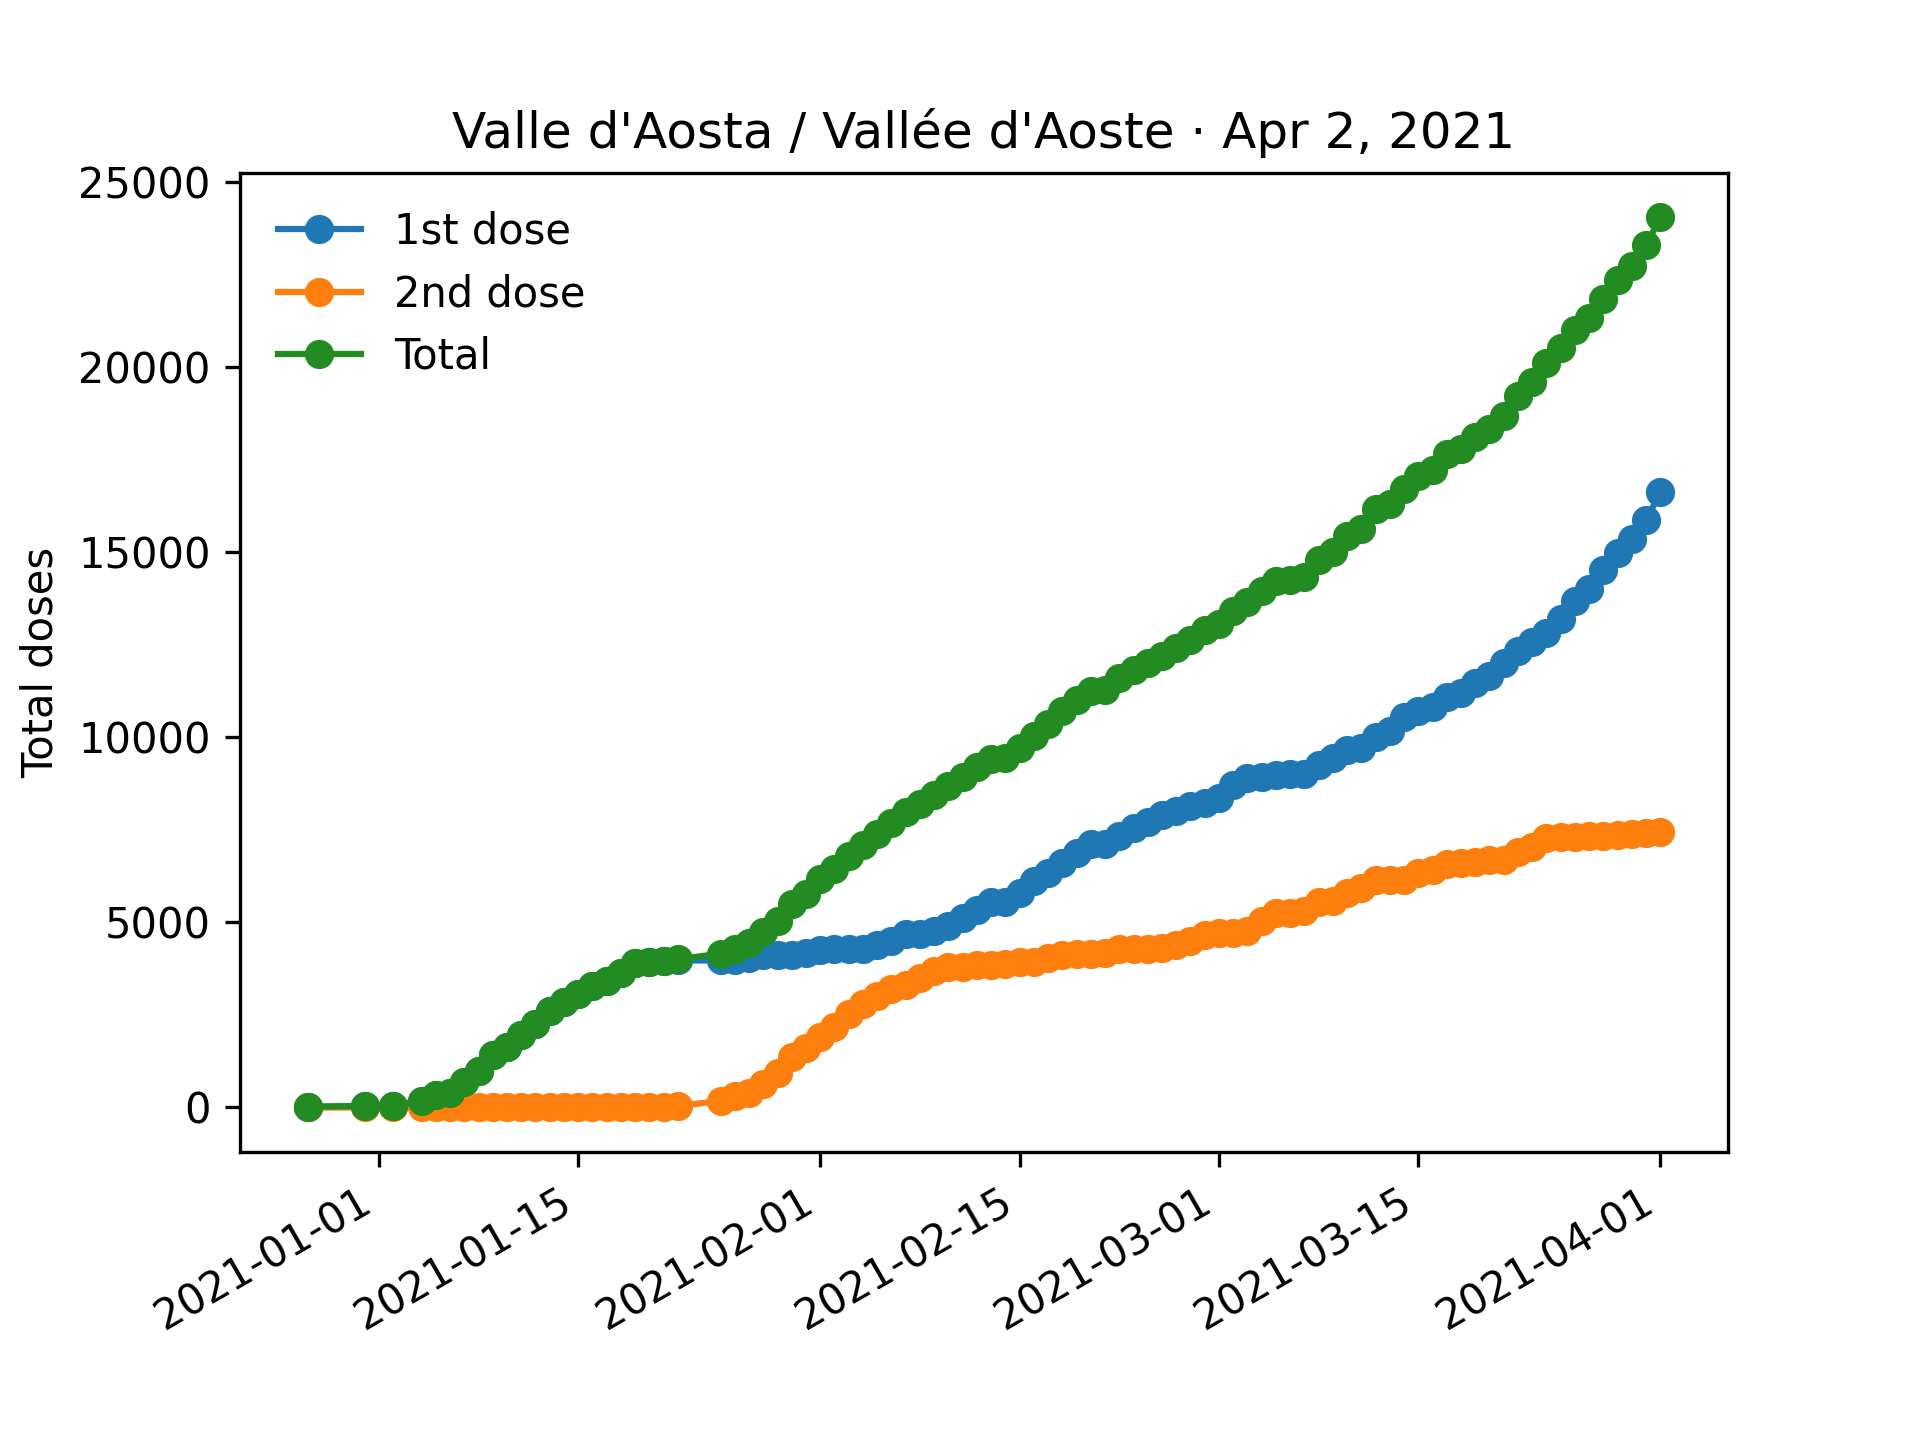 Valle d'Aosta / Vallée d'Aoste · Apr 2, 2021
25000
20000
15000
10000
5000
0
Total doses
1st dose
2nd dose
Total
2021-01-01
2021-01-15
2021-02-01
2021-02-15
2021-03-01
2021-03-15
2021-04-01